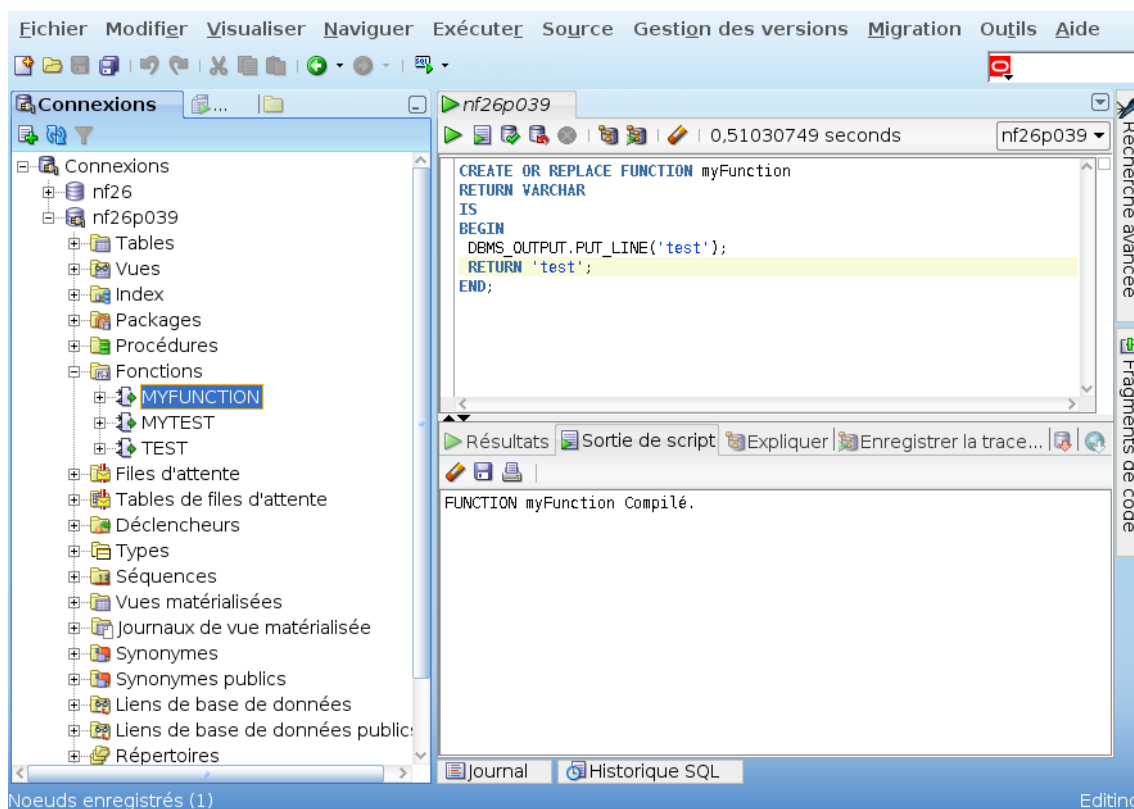 Fichier Modifier Visualiser Naviguer Exécuter Source Gestion des versions Migration Outils Aide
Connexions
...
nf26p039
0,51030749 seconds
nf26p039
Connexions
nf26
nf26p039
Tables
Vues
Index
Packages
Procédures
Fonctions
MYFUNCTION
MYTEST
TEST
Files d'attente
Tables de files d'attente
Déclencheurs
Types
Séquences
Vues matérialisées
Journaux de vue matérialisée
Synonymes
Synonymes publics
Liens de base de données
Liens de base de données public
Répertoires
CREATE OR REPLACE FUNCTION myFunction
RETURN VARCHAR
IS
BEGIN
DBMS_OUTPUT.PUT_LINE('test');
RETURN 'test';
END;
Résultats Sortie de script Expliquer Enregistrer la trace...
FUNCTION myFunction Compilé.
Journal Historique SQL
Recherche avancée
Fragments de code
Noeuds enregistrés (1)
Editing